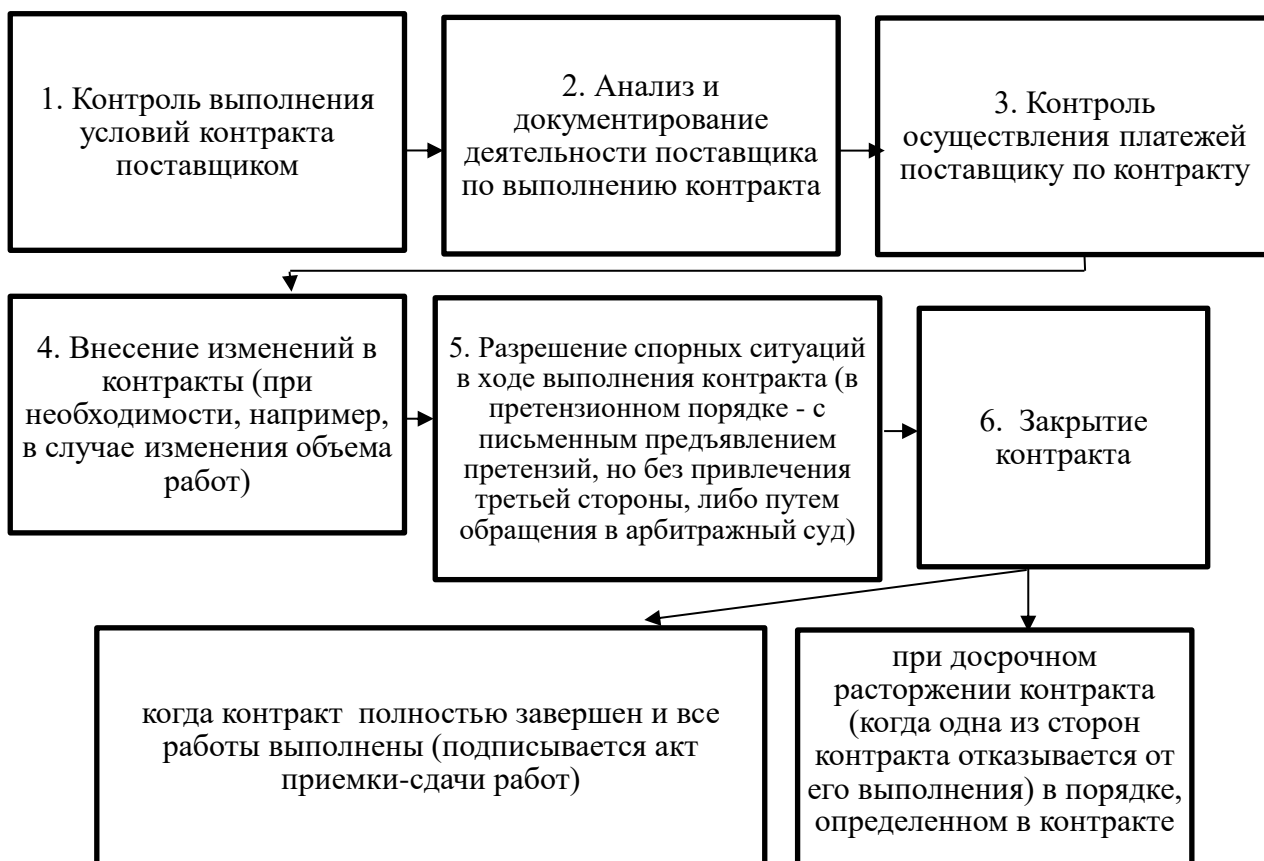 1. Контроль выполнения
условий контракта
поставщиком
2. Анализ и
документирование
деятельности поставщика
по выполнению контракта
3. Контроль
осуществления платежей
поставщику по контракту
4. Внесение изменений в
контракты (при
необходимости, например,
в случае изменения объема
работ)
5. Разрешение спорных ситуаций
в ходе выполнения контракта (в
претензионном порядке - с
письменным предъявлением
претензий, но без привлечения
третьей стороны, либо путем
обращения в арбитражный суд)
6. Закрытие
контракта
когда контракт полностью завершен и все
работы выполнены (подписывается акт
приемки-сдачи работ)
при досрочном
расторжении контракта
(когда одна из сторон
контракта отказывается от
его выполнения) в порядке,
определенном в контракте